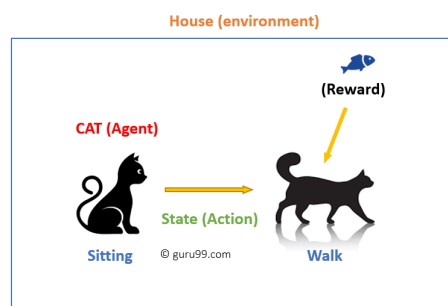 House (environment)
(Reward)
CAT (Agent)
State (Action)
Sitting
© guru99.com
Walk